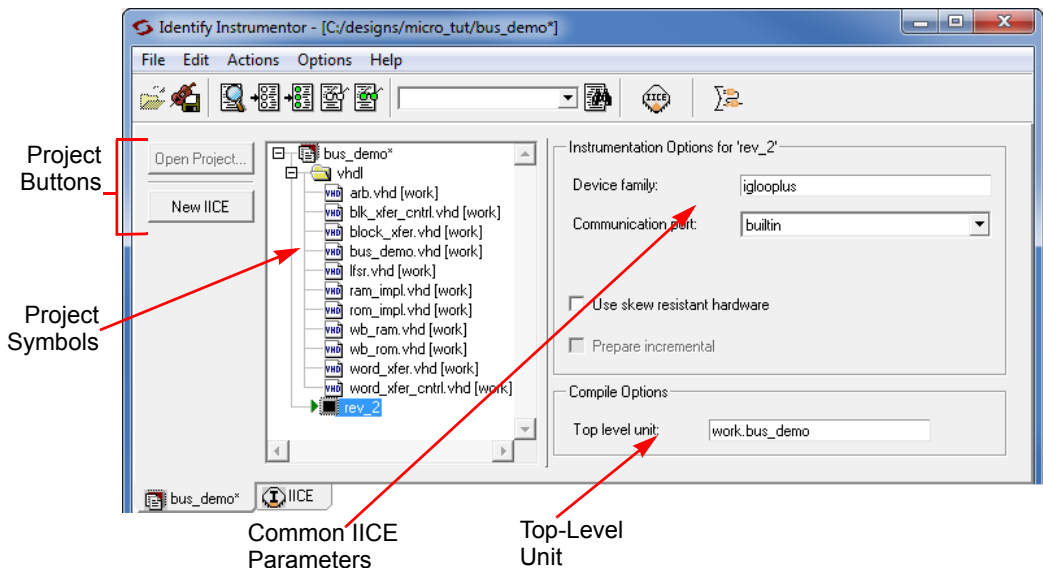 Identify Instrumentor - [C:/designs/micro_tut/bus_demo*]
File Edit Actions Options Help
IICE
Project
Buttons
Open Project...
New IICE
Project
Symbols
bus_demo*
vhdl
arb.vhd [work]
blk_xfer_cntrl.vhd [work]
block_xfer.vhd [work]
bus_demo.vhd [work]
lfsr.vhd [work]
ram_impl.vhd [work]
rom_impl.vhd [work]
wb_ram.vhd [work]
wb_rom.vhd [work]
word_xfer.vhd [work]
word_xfer_cntrl.vhd [work]
rev_2
Instrumentation Options for 'rev_2'
Device family: iglooplus
Communication port: builtin
Use skew resistant hardware
Prepare incremental
Compile Options
Top level unit: work.bus_demo
bus_demo* IICE
Common IICE
Parameters
Top-Level
Unit